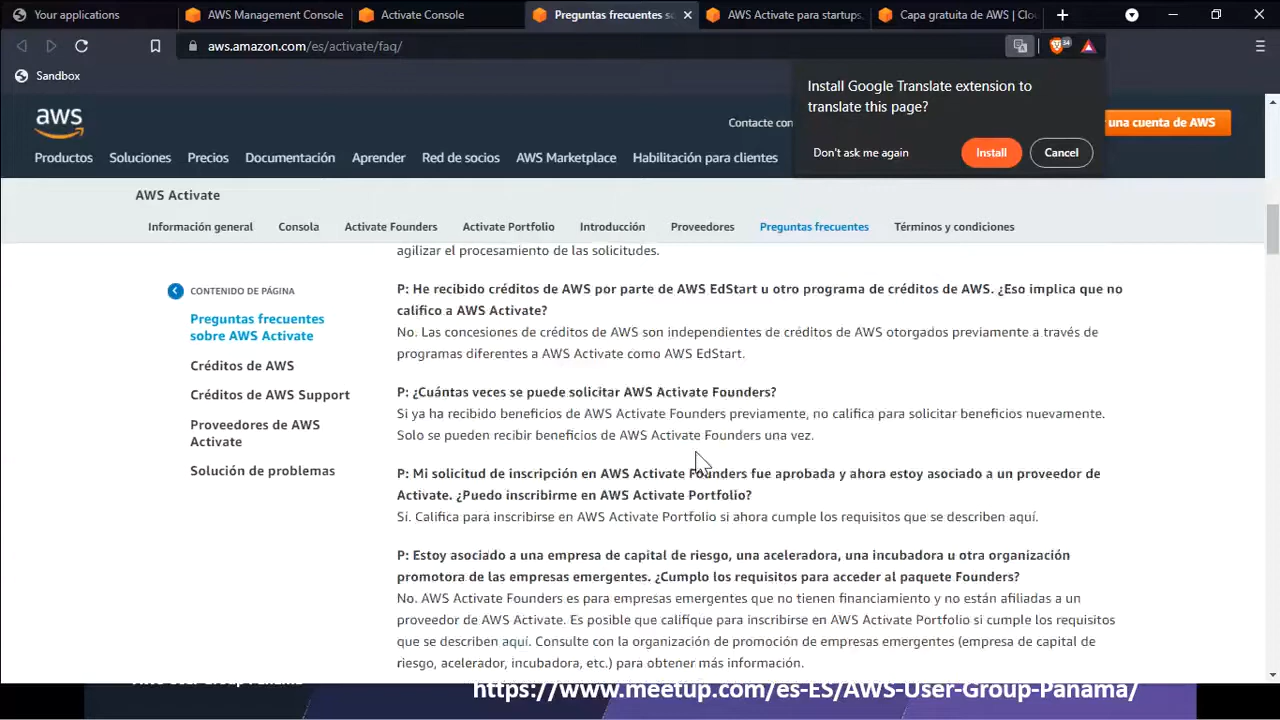 Your applications
AWS Management Console
Activate Console
Preguntas frecuentes so
AWS Activate para startups,
Capa gratuita de AWS | Clou
aws.amazon.com/es/activate/faq/
34
Sandbox
Install Google Translate extension to
translate this page?
Don't ask me again
Install
Cancel
aws
Contacte con
una cuenta de AWS
Productos
Soluciones
Precios
Documentación
Aprender
Red de socios
AWS Marketplace
Habilitación para clientes
AWS Activate
Información general
Consola
Activate Founders
Activate Portfolio
Introducción
Proveedores
Preguntas frecuentes
Términos y condiciones
CONTENIDO DE PÁGINA
Preguntas frecuentes
sobre AWS Activate
Créditos de AWS
Créditos de AWS Support
Proveedores de AWS
Activate
Solución de problemas
agilizar el procesamiento de las solicitudes.
P: He recibido créditos de AWS por parte de AWS EdStart u otro programa de créditos de AWS. ¿Eso implica que no
califico a AWS Activate?
No. Las concesiones de créditos de AWS son independientes de créditos de AWS otorgados previamente a través de
programas diferentes a AWS Activate como AWS EdStart.
P: ¿Cuántas veces se puede solicitar AWS Activate Founders?
Si ya ha recibido beneficios de AWS Activate Founders previamente, no califica para solicitar beneficios nuevamente.
Solo se pueden recibir beneficios de AWS Activate Founders una vez.
P: Mi solicitud de inscripción en AWS Activate Founders fue aprobada y ahora estoy asociado a un proveedor de
Activate. ¿Puedo inscribirme en AWS Activate Portfolio?
Sí. Califica para inscribirse en AWS Activate Portfolio si ahora cumple los requisitos que se describen aquí.
P: Estoy asociado a una empresa de capital de riesgo, una aceleradora, una incubadora u otra organización
promotora de las empresas emergentes. ¿Cumplo los requisitos para acceder al paquete Founders?
No. AWS Activate Founders es para empresas emergentes que no tienen financiamiento y no están afiliadas a un
proveedor de AWS Activate. Es posible que califique para inscribirse en AWS Activate Portfolio si cumple los requisitos
que se describen aquí. Consulte con la organización de promoción de empresas emergentes (empresa de capital de
riesgo, acelerador, incubadora, etc.) para obtener más información.
https://www.meetup.com/es-ES/AWS-User-Group-Panama/